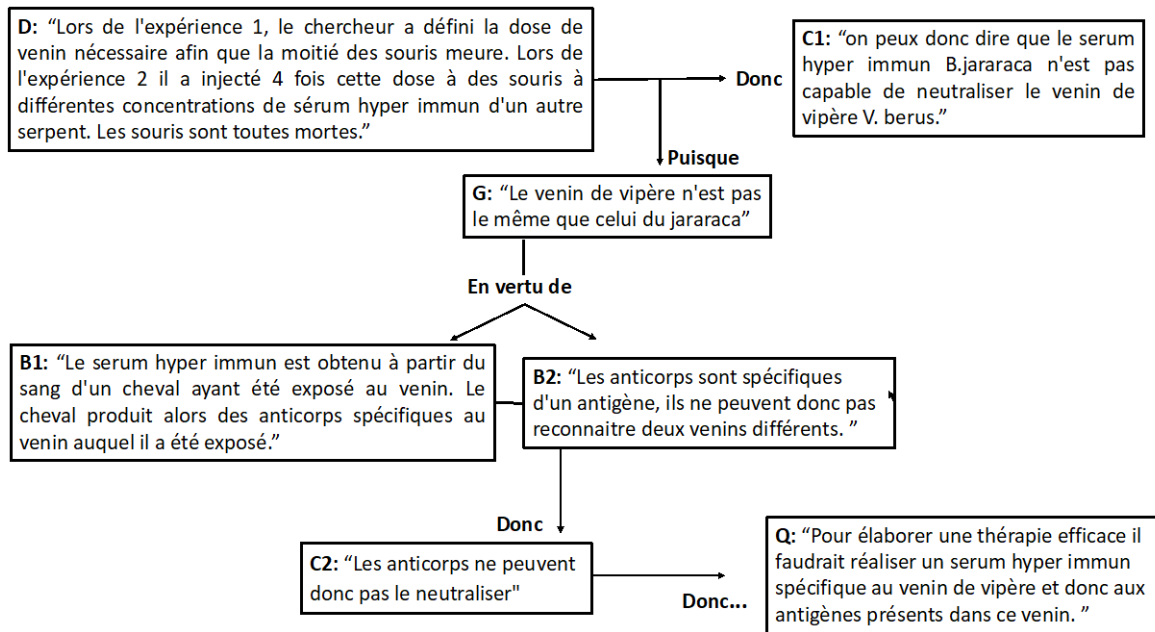 D: “Lors de l'expérience 1, le chercheur a défini la dose de
venin nécessaire afin que la moitié des souris meure. Lors de
l'expérience 2 il a injecté 4 fois cette dose à des souris à
différentes concentrations de sérum hyper immun d'un autre
serpent. Les souris sont toutes mortes.”
Donc
C1: “on peux donc dire que le serum
hyper immun B.jararaca n'est pas
capable de neutraliser le venin de
vipère V. berus.”
Puisque
G: “Le venin de vipère n'est pas
le même que celui du jararaca”
En vertu de
B1: “Le serum hyper immun est obtenu à partir du
sang d'un cheval ayant été exposé au venin. Le
cheval produit alors des anticorps spécifiques au
venin auquel il a été exposé.”
B2: “Les anticorps sont spécifiques
d'un antigène, ils ne peuvent donc pas
reconnaitre deux venins différents. ”
Donc
C2: “Les anticorps ne peuvent
donc pas le neutraliser"
Donc...
Q: “Pour élaborer une thérapie efficace il
faudrait réaliser un serum hyper immun
spécifique au venin de vipère et donc aux
antigènes présents dans ce venin. ”